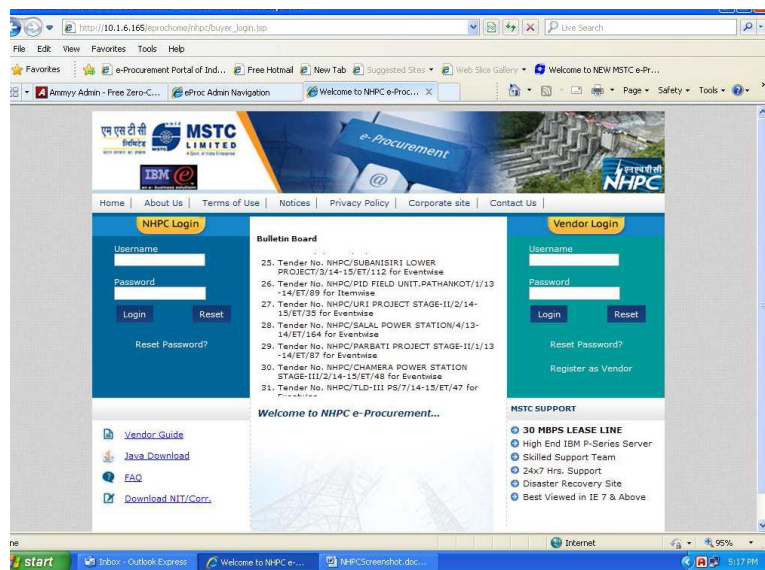 http://10.1.6.165/eprochome/nhpc/buyer_login.jsp
Live Search
File Edit View Favorites Tools Help
Favorites e-Procurement Portal of Ind... Free Hotmail New Tab Suggested Sites Web Slice Gallery Welcome to NEW MSTC e-Pr...
Ammyy Admin - Free Zero-C... eProc Admin Navigation Welcome to NHPC e-Proc... X Page Safety Tools
एम एस टी सी MSTC
लिमिटेड LIMITED
IBM
e-Procurement
@
एनएचपीसी
NHPC
Home | About Us | Terms of Use | Notices | Privacy Policy | Corporate site | Contact Us |
NHPC Login
Username
Password
Login Reset
Reset Password?
Bulletin Board
25. Tender No. NHPC/SUBANISIRI LOWER
PROJECT/3/14-15/ET/112 for Eventwise
26. Tender No. NHPC/PID FIELD UNIT,PATHANKOT/1/13
-14/ET/89 for Itemwise
27. Tender No. NHPC/URI PROJECT STAGE-II/2/14-
15/ET/35 for Eventwise
28. Tender No. NHPC/SALAL POWER STATION/4/13-
14/ET/164 for Eventwise
29. Tender No. NHPC/PARBATI PROJECT STAGE-II/1/13
-14/ET/87 for Eventwise
30. Tender No. NHPC/CHAMERA POWER STATION
STAGE-III/2/14-15/ET/48 for Eventwise
31. Tender No. NHPC/TLD-III PS/7/14-15/ET/47 for
Vendor Login
Username
Password
Login Reset
Reset Password?
Register as Vendor
Vendor Guide
Java Download
FAQ
Download NIT/Corr.
Welcome to NHPC e-Procurement...
MSTC SUPPORT
30 MBPS LEASE LINE
High End IBM P-Series Server
Skilled Support Team
24x7 Hrs. Support
Disaster Recovery Site
Best Viewed in IE 7 & Above
Internet 95%
start Inbox - Outlook Express Welcome to NHPC e-... NHPCScreenshot.doc... 5:17 PM